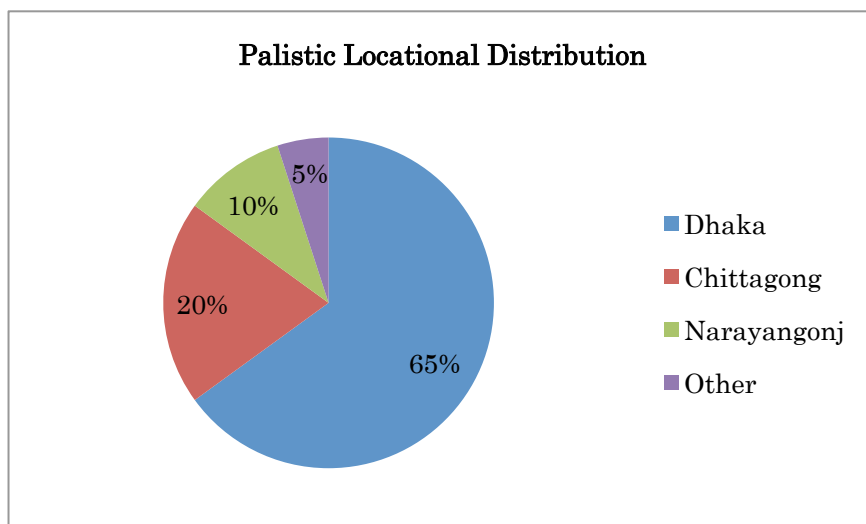 Palistic Locational Distribution
5%
10%
20%
65%
Dhaka
Chittagong
Narayangonj
Other